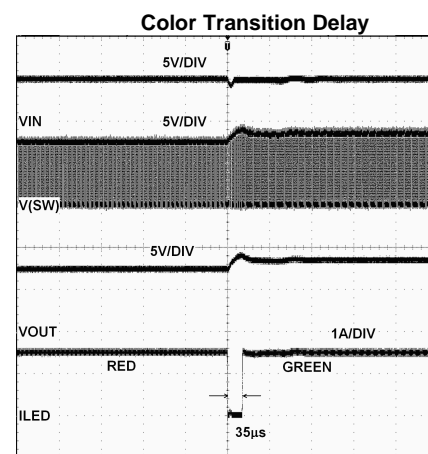 Color Transition Delay
5V/DIV
VIN
5V/DIV
V(SW)
5V/DIV
VOUT
1A/DIV
RED
GREEN
ILED
35µs